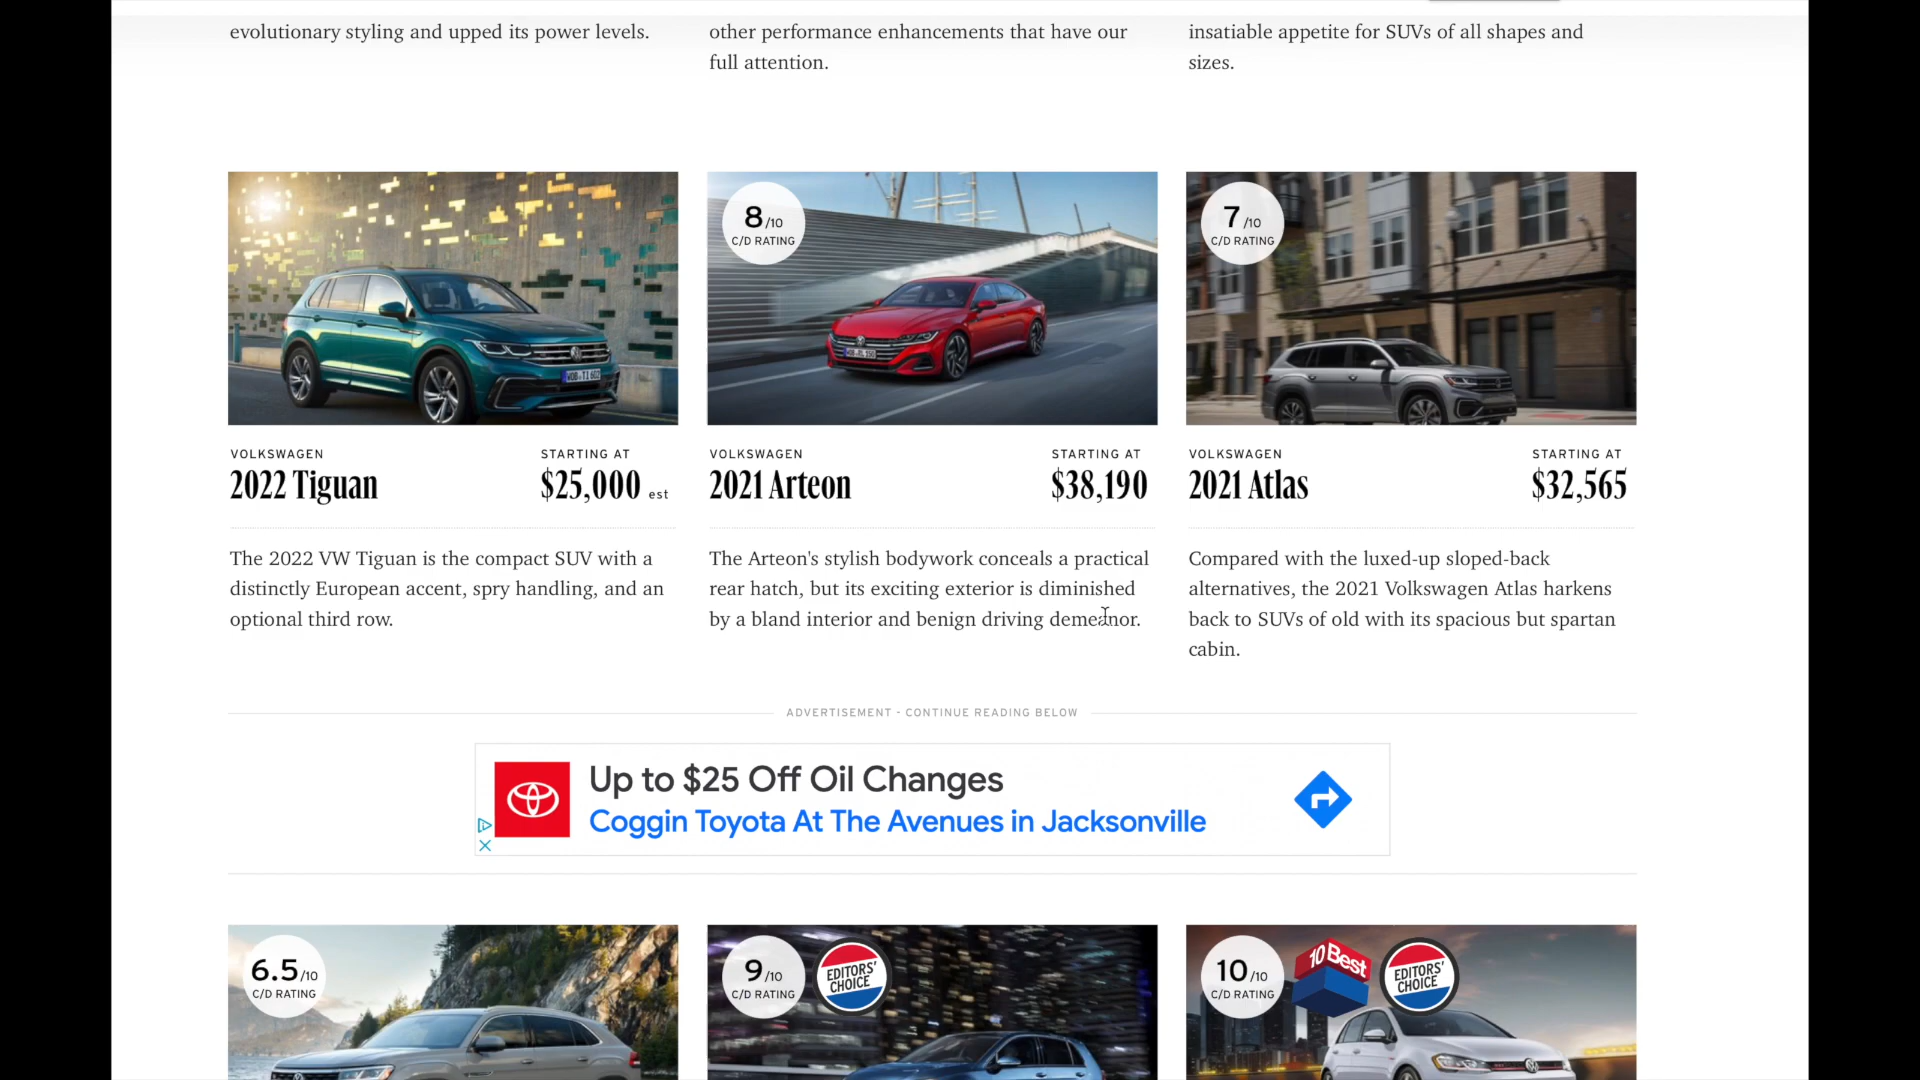 evolutionary styling and upped its power levels.
other performance enhancements that have our
full attention.
insatiable appetite for SUVs of all shapes and
sizes.
8/10
C/D RATING
7/10
C/D RATING
VOLKSWAGEN
2022 Tiguan
STARTING AT
$25,000 est
The 2022 VW Tiguan is the compact SUV with a
distinctly European accent, spry handling, and an
optional third row.
VOLKSWAGEN
2021 Arteon
STARTING AT
$38,190
The Arteon's stylish bodywork conceals a practical
rear hatch, but its exciting exterior is diminished
by a bland interior and benign driving demeanor.
VOLKSWAGEN
2021 Atlas
STARTING AT
$32,565
Compared with the luxed-up sloped-back
alternatives, the 2021 Volkswagen Atlas harkens
back to SUVs of old with its spacious but spartan
cabin.
ADVERTISEMENT - CONTINUE READING BELOW
Up to $25 Off Oil Changes
Coggin Toyota At The Avenues in Jacksonville
6.5/10
C/D RATING
9/10
C/D RATING
EDITORS'
CHOICE
10/10
C/D RATING
10Best
EDITORS'
CHOICE